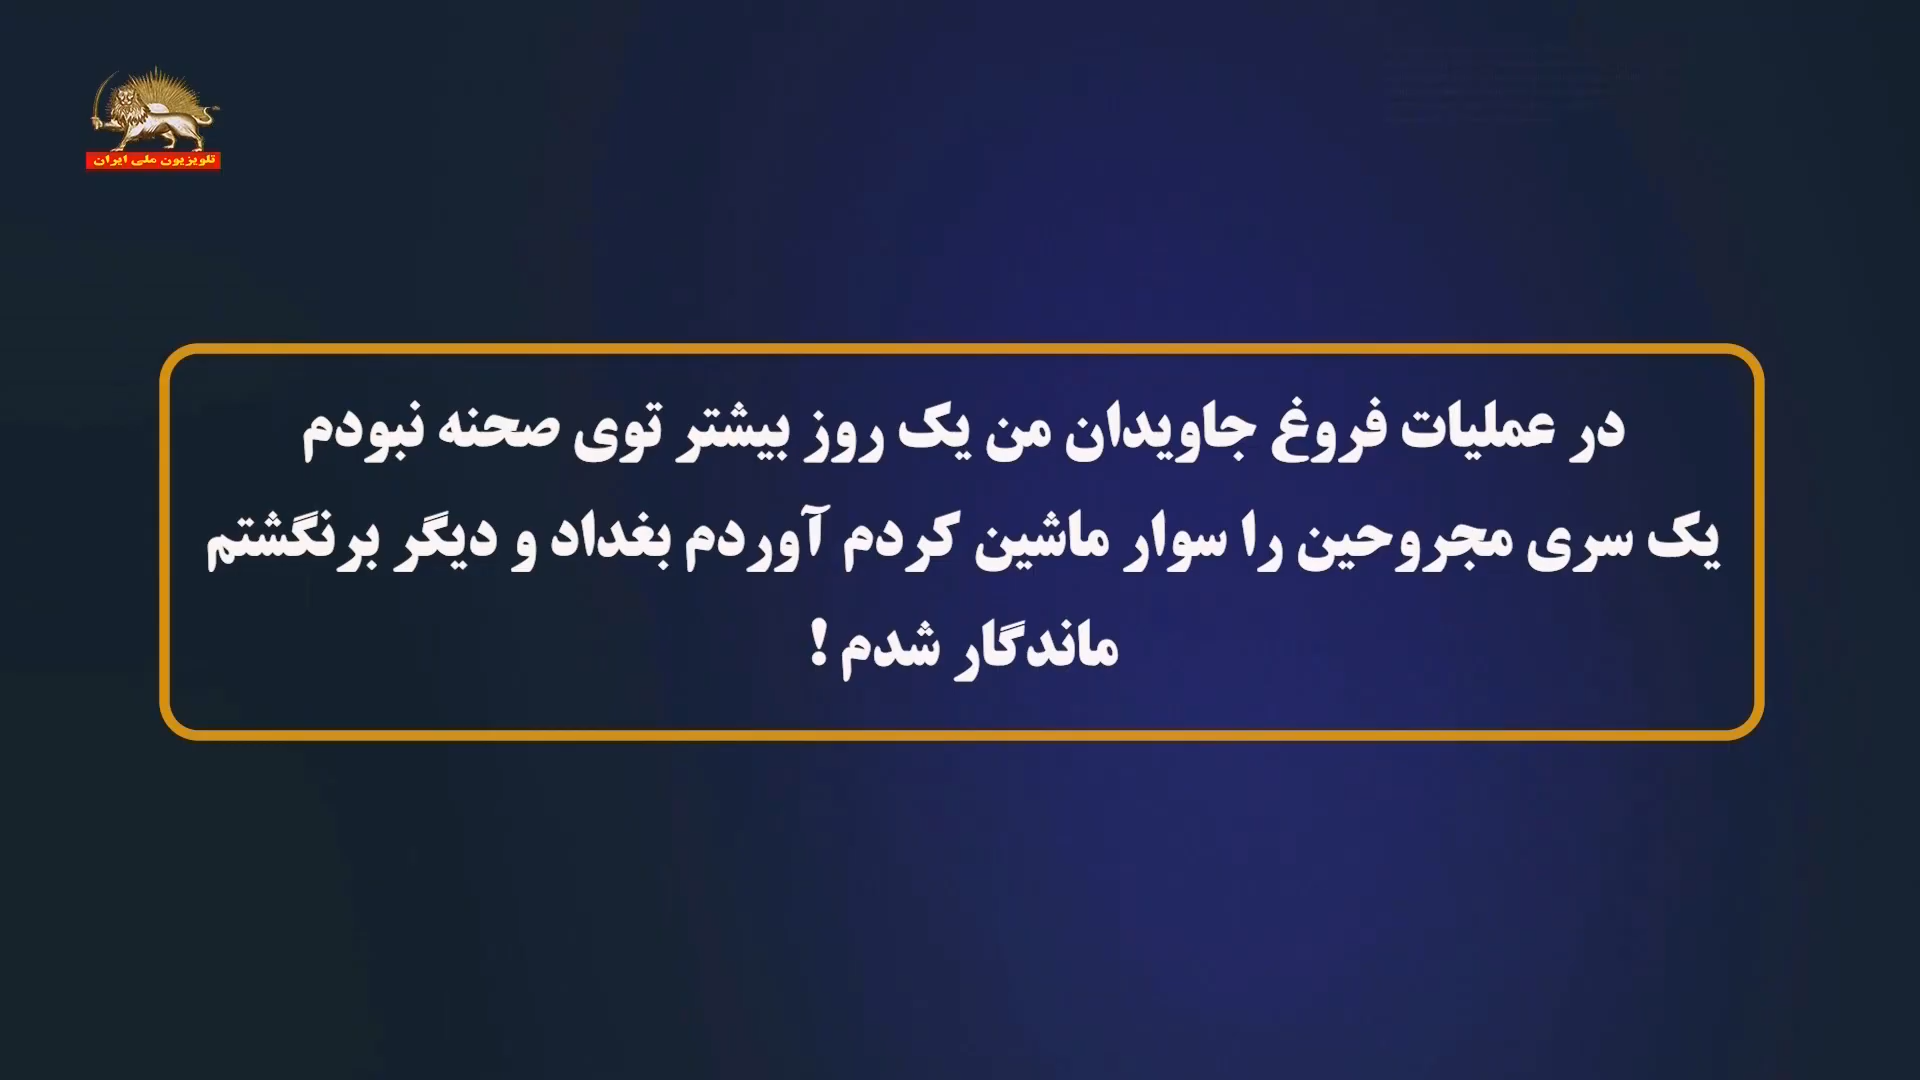 تلویزیون ملی ایران
در عملیات فروغ جاویدان من یک روز بیشتر توی صحنه نبودم
یک سری مجروحین را سوار ماشین کردم آوردم بغداد و دیگر برنگشتم
ماندگار شدم !